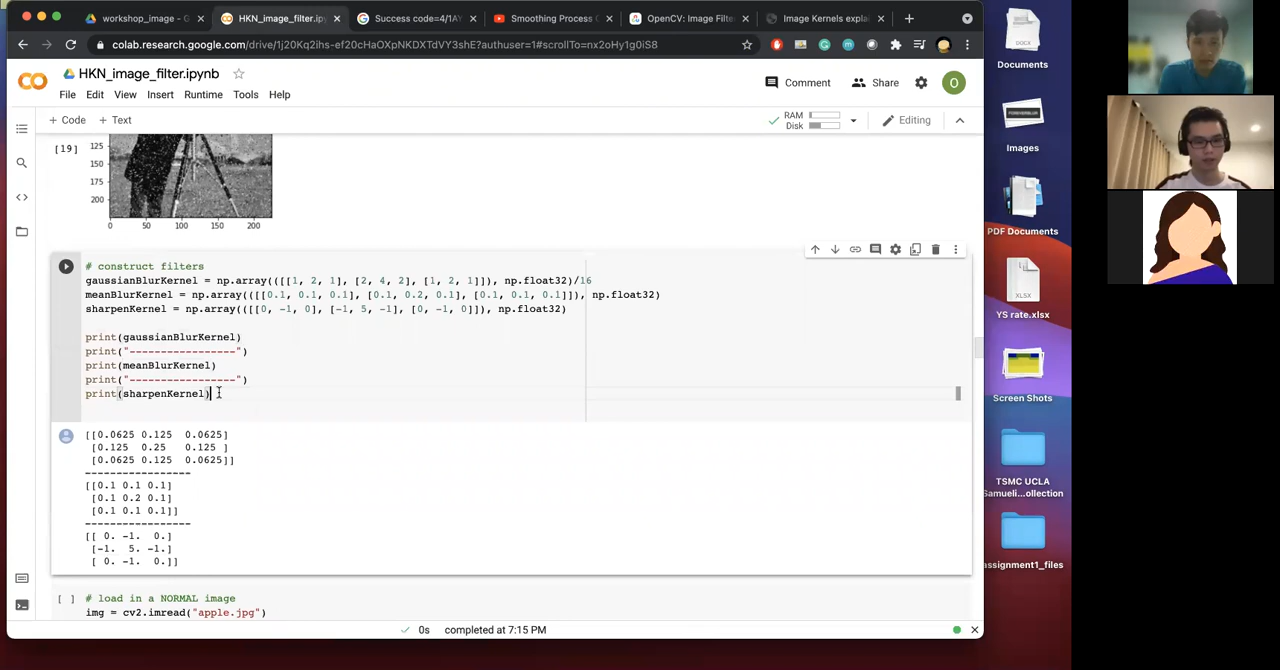 workshop_image - G
HKN_image_filter.ipy
Success code=4/1AY
Smoothing Process O
OpenCV: Image Filter
Image Kernels expla
colab.research.google.com/drive/1j20Kq2ihs-ef20cHaOXpNKDXTdVY3shE?authuser=1#scrollTo=nx2oHy1g0iS8
HKN_image_filter.ipynb
Comment
Share
O
File Edit View Insert Runtime Tools Help
+ Code + Text
RAM
Disk
Editing
[19]
125
150
175
200
0 50 100 150 200
# construct filters
gaussianBlurKernel = np.array(([[1, 2, 1], [2, 4, 2], [1, 2, 1]]), np.float32)/16
meanBlurKernel = np.array(([[0.1, 0.1, 0.1], [0.1, 0.2, 0.1], [0.1, 0.1, 0.1]]), np.float32)
sharpenKernel = np.array(([[0, -1, 0], [-1, 5, -1], [0, -1, 0]]), np.float32)
print(gaussianBlurKernel)
print("-----------------")
print(meanBlurKernel)
print("-----------------")
print(sharpenKernel)
[[0.0625 0.125 0.0625]
[0.125 0.25 0.125 ]
[0.0625 0.125 0.0625]]
-----------------
[[0.1 0.1 0.1]
[0.1 0.2 0.1]
[0.1 0.1 0.1]]
-----------------
[[ 0. -1. 0.]
[-1. 5. -1.]
[ 0. -1. 0.]]
[ ] # load in a NORMAL image
img = cv2.imread("apple.jpg")
0s completed at 7:15 PM
DOCX
Documents
FOREVERBLUR
Images
PDF Documents
XLSX
YS rate.xlsx
Screen Shots
TSMC UCLA
Samueli...ollection
assignment1_files